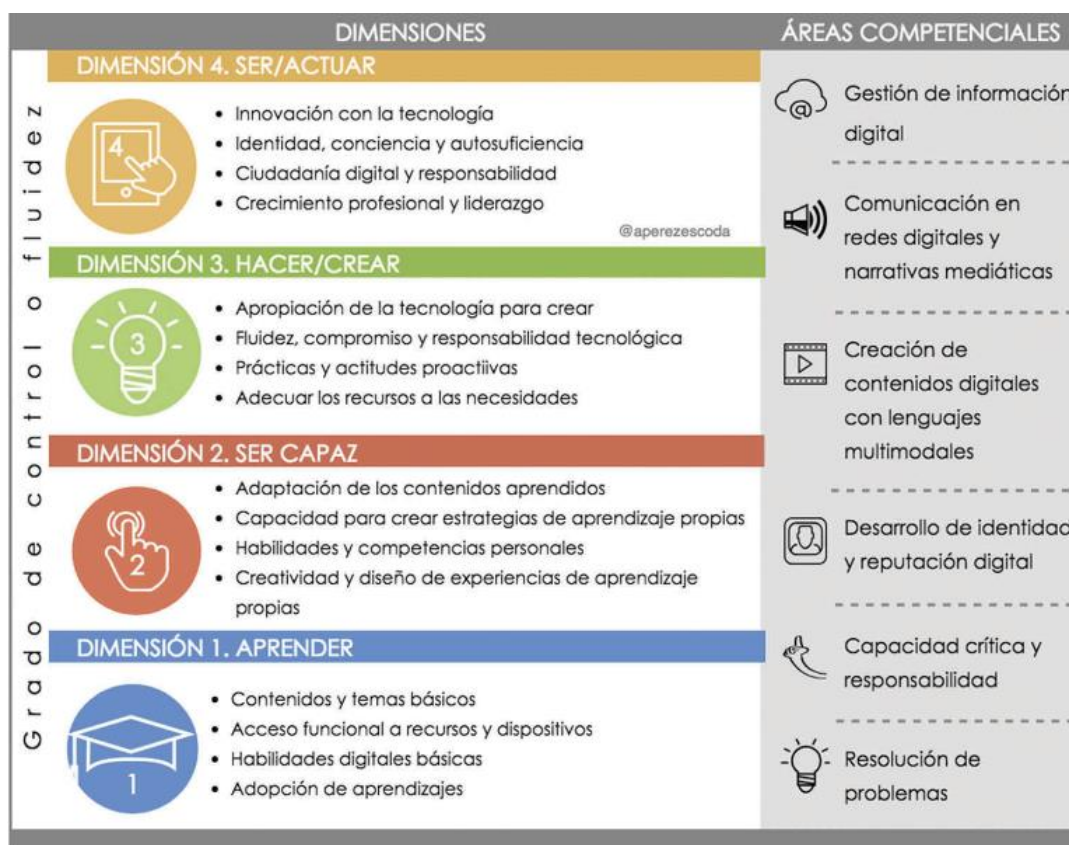 DIMENSIONES
ÁREAS COMPETENCIALES
Grado de control o fluidez
DIMENSIÓN 4. SER/ACTUAR
4
• Innovación con la tecnología
• Identidad, conciencia y autosuficiencia
• Ciudadanía digital y responsabilidad
• Crecimiento profesional y liderazgo
@aperezescoda
DIMENSIÓN 3. HACER/CREAR
3
• Apropiación de la tecnología para crear
• Fluidez, compromiso y responsabilidad tecnológica
• Prácticas y actitudes proactiivas
• Adecuar los recursos a las necesidades
DIMENSIÓN 2. SER CAPAZ
2
• Adaptación de los contenidos aprendidos
• Capacidad para crear estrategias de aprendizaje propias
• Habilidades y competencias personales
• Creatividad y diseño de experiencias de aprendizaje
propias
DIMENSIÓN 1. APRENDER
1
• Contenidos y temas básicos
• Acceso funcional a recursos y dispositivos
• Habilidades digitales básicas
• Adopción de aprendizajes
@
Gestión de información
digital
Comunicación en
redes digitales y
narrativas mediáticas
Creación de
contenidos digitales
con lenguajes
multimodales
Desarrollo de identidad
y reputación digital
Capacidad crítica y
responsabilidad
Resolución de
problemas